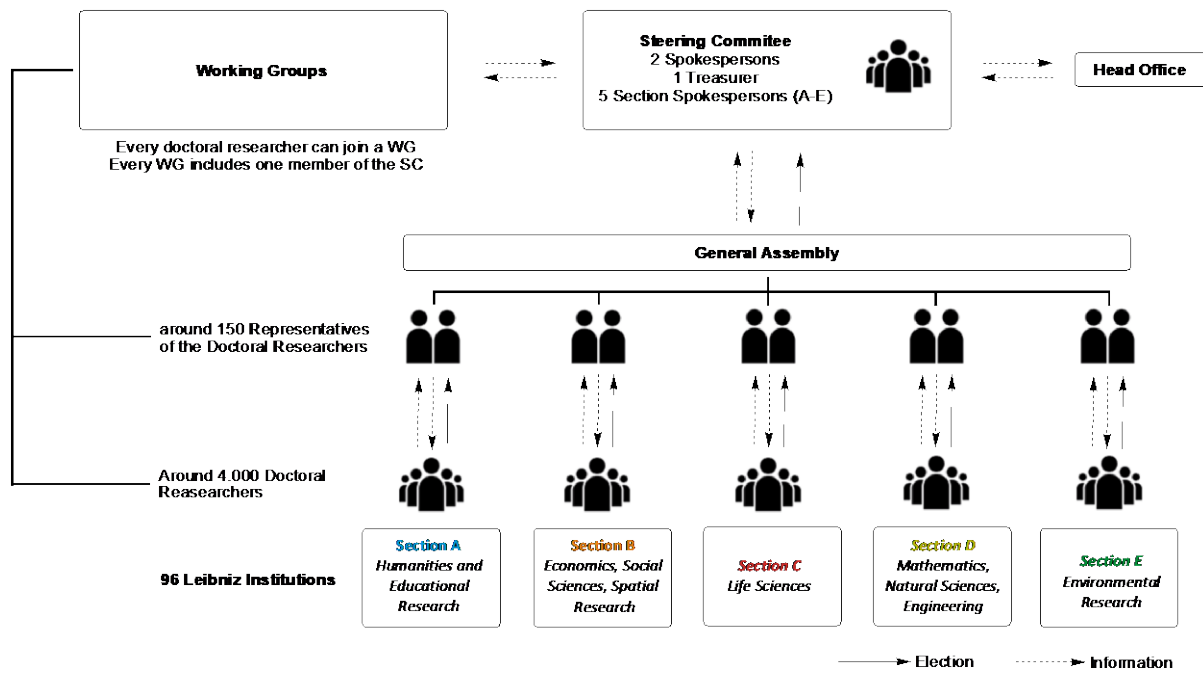 Working Groups
Steering Commitee
2 Spokespersons
1 Treasurer
5 Section Spokespersons (A-E)
Head Office
Every doctoral researcher can join a WG
Every WG includes one member of the SC
General Assembly
around 150 Representatives
of the Doctoral Researchers
Around 4.000 Doctoral
Reasearchers
96 Leibniz Institutions
Section A
Humanities and
Educational
Research
Section B
Economics, Social
Sciences, Spatial
Research
Section C
Life Sciences
Section D
Mathematics,
Natural Sciences,
Engineering
Section E
Environmental
Research
Election
Information